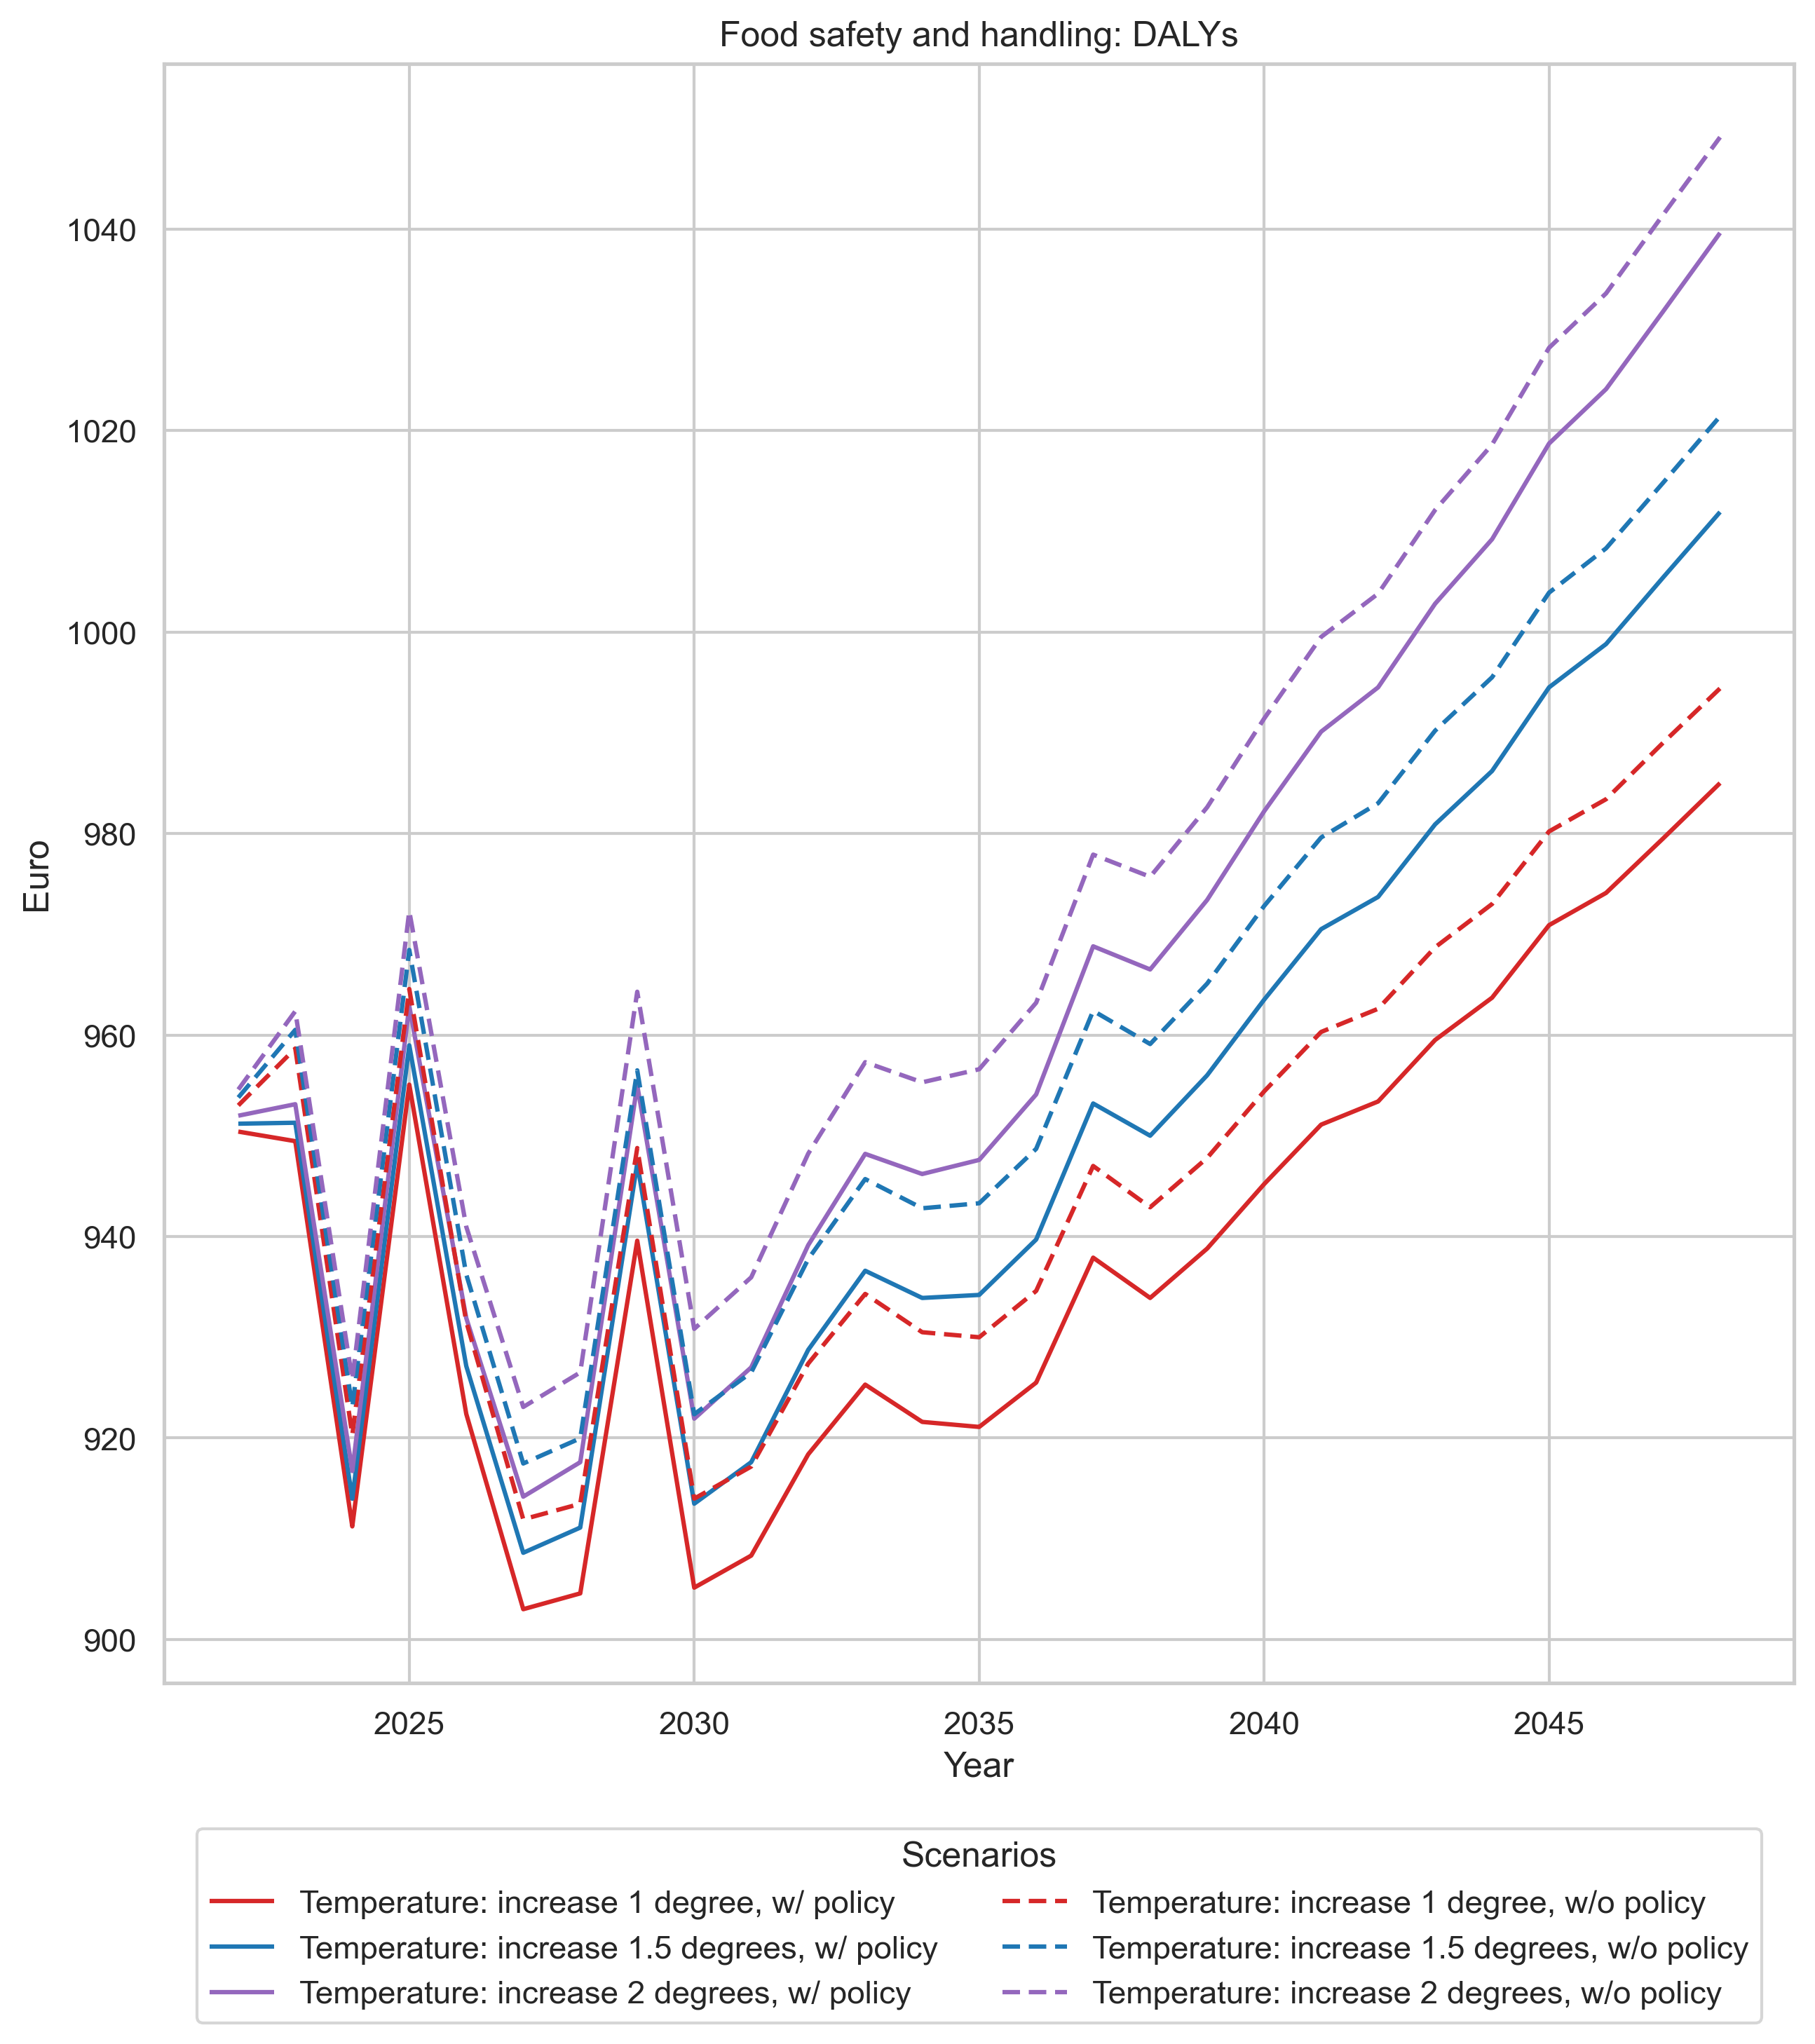 Food safety and handling: DALYs
1040
1020
1000
980
960
940
920
900
Euro
2025 2030 2035 2040 2045
Year
Scenarios
Temperature: increase 1 degree, w/ policy
Temperature: increase 1.5 degrees, w/ policy
Temperature: increase 2 degrees, w/ policy
Temperature: increase 1 degree, w/o policy
Temperature: increase 1.5 degrees, w/o policy
Temperature: increase 2 degrees, w/o policy